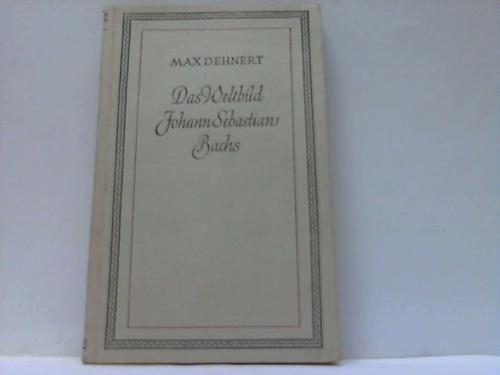 MAX DEHNERT
Das Weltbild
Johann Sebastian
Bachs